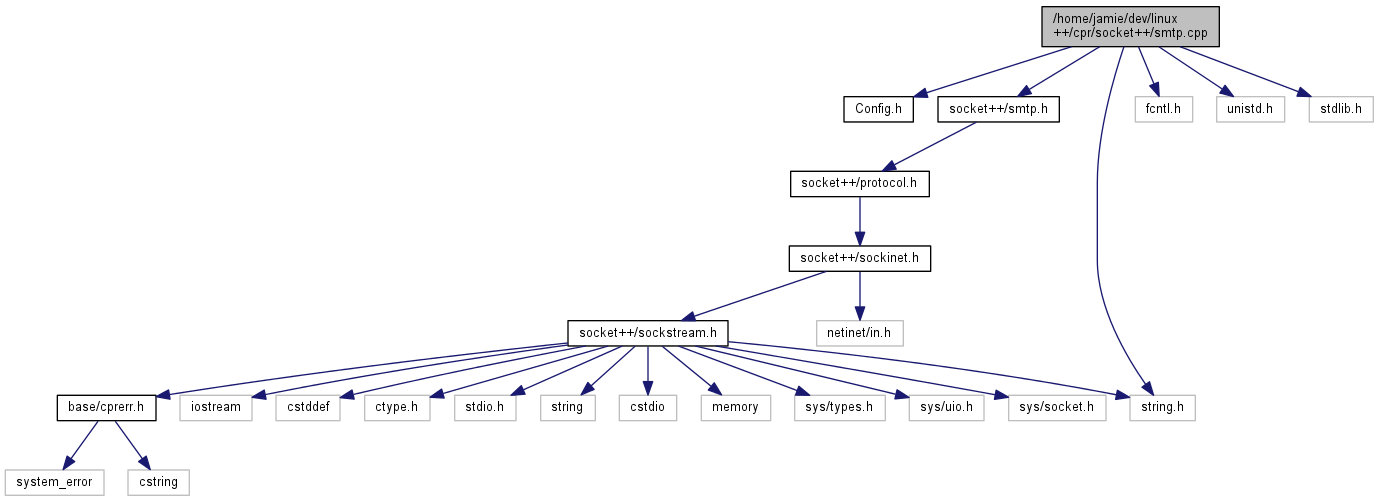 /home/jamie/dev/linux
++/cpr/socket++/smtp.cpp
Config.h
socket++/smtp.h
fcntl.h
unistd.h
stdlib.h
socket++/protocol.h
socket++/sockinet.h
socket++/sockstream.h
netinet/in.h
base/cprerr.h
iostream
cstddef
ctype.h
stdio.h
string
cstdio
memory
sys/types.h
sys/uio.h
sys/socket.h
string.h
system_error
cstring